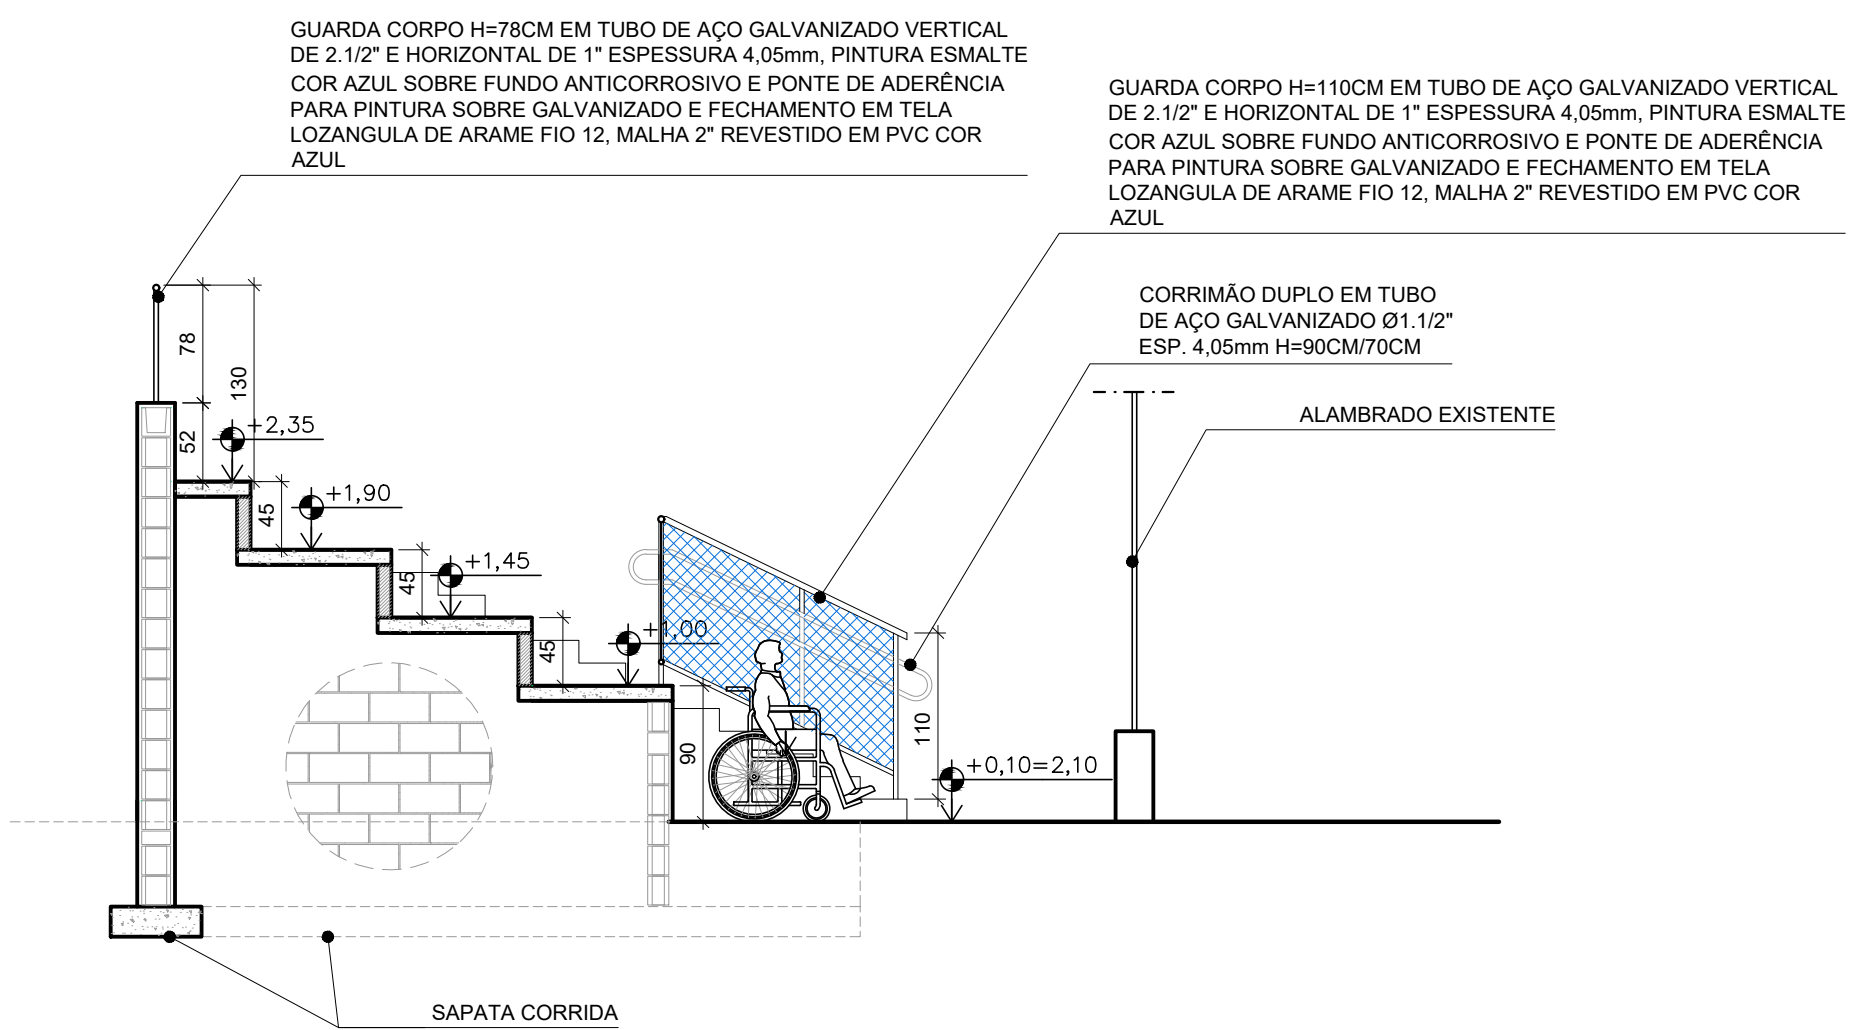 GUARDA CORPO H=78CM EM TUBO DE AÇO GALVANIZADO VERTICAL
DE 2.1/2" E HORIZONTAL DE 1" ESPESSURA 4,05mm, PINTURA ESMALTE
COR AZUL SOBRE FUNDO ANTICORROSIVO E PONTE DE ADERÊNCIA
PARA PINTURA SOBRE GALVANIZADO E FECHAMENTO EM TELA
LOZANGULA DE ARAME FIO 12, MALHA 2" REVESTIDO EM PVC COR
AZUL
GUARDA CORPO H=110CM EM TUBO DE AÇO GALVANIZADO VERTICAL
DE 2.1/2" E HORIZONTAL DE 1" ESPESSURA 4,05mm, PINTURA ESMALTE
COR AZUL SOBRE FUNDO ANTICORROSIVO E PONTE DE ADERÊNCIA
PARA PINTURA SOBRE GALVANIZADO E FECHAMENTO EM TELA
LOZANGULA DE ARAME FIO 12, MALHA 2" REVESTIDO EM PVC COR
AZUL
CORRIMÃO DUPLO EM TUBO
DE AÇO GALVANIZADO Ø1.1/2"
ESP. 4,05mm H=90CM/70CM
ALAMBRADO EXISTENTE
78
130
52
+2,35
45
+1,90
45
+1,45
45
+1,00
90
110
+0,10=2,10
SAPATA CORRIDA